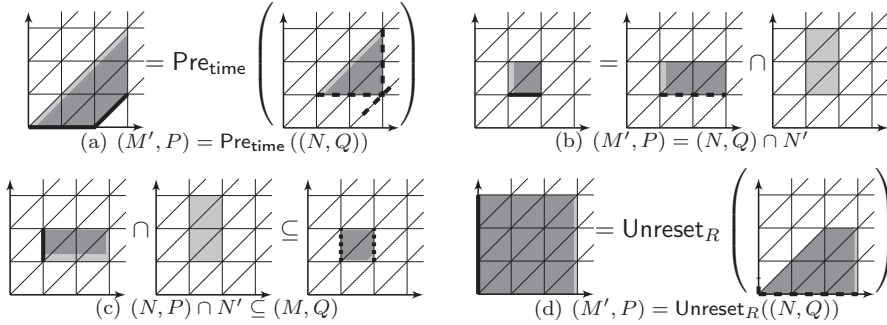 = Pre_time ( )
(a) (M′, P) = Pre_time ((N, Q))
= ∩
(b) (M′, P) = (N, Q) ∩ N′
∩ ⊆
(c) (N, P) ∩ N′ ⊆ (M, Q)
= Unreset_R ( )
(d) (M′, P) = Unreset_R((N, Q))